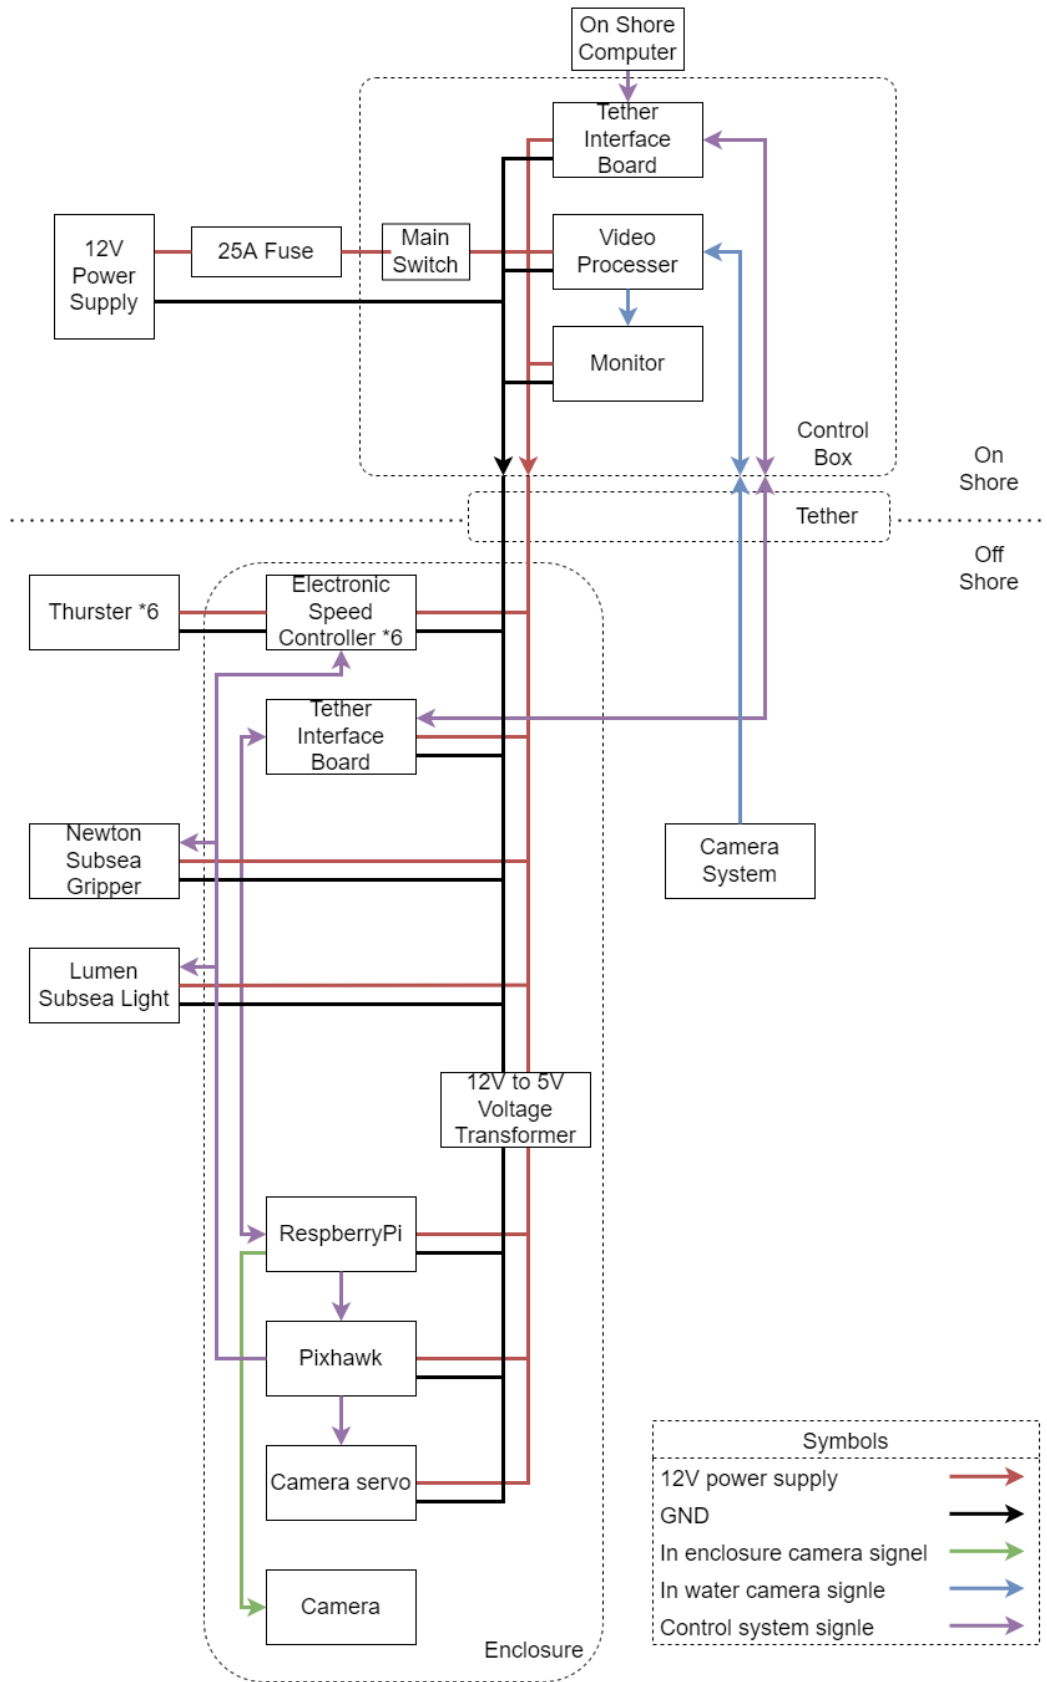 On Shore
Computer
Tether
Interface
Board
12V
Power
Supply
25A Fuse
Main
Switch
Video
Processer
Monitor
Control
Box
On
Shore
Tether
Off
Shore
Thurster *6
Electronic
Speed
Controller *6
Tether
Interface
Board
Newton
Subsea
Gripper
Camera
System
Lumen
Subsea Light
12V to 5V
Voltage
Transformer
RespberryPi
Pixhawk
Camera servo
Camera
Enclosure
Symbols
12V power supply
GND
In enclosure camera signel
In water camera signle
Control system signle